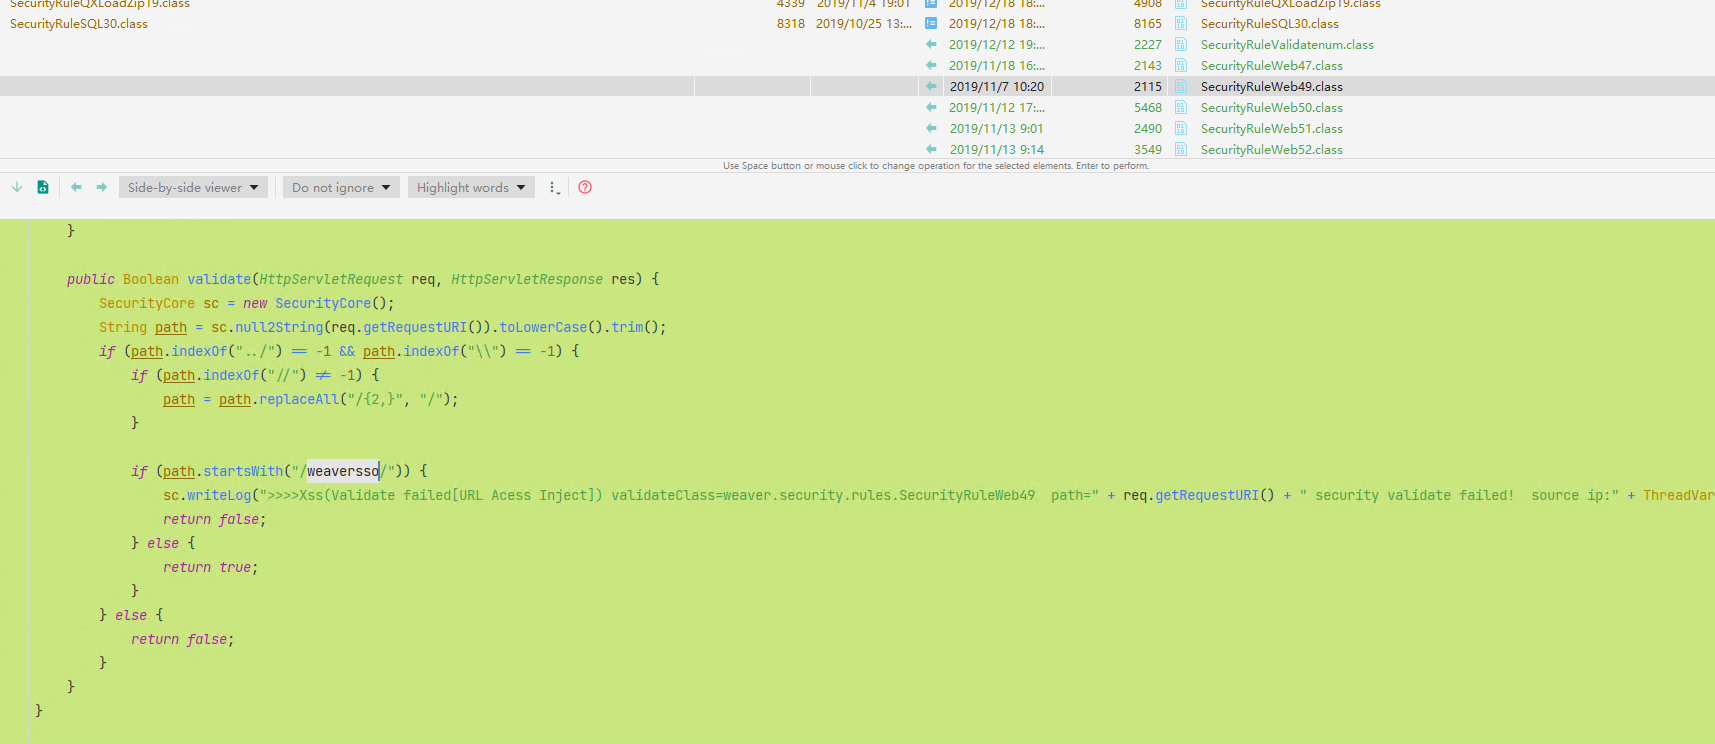 SecurityRuleQXLoadZip19.class 4339 2019/11/4 19:01 2019/12/18 18:... 4908 SecurityRuleQXLoadZip19.class
SecurityRuleSQL30.class 8318 2019/10/25 13:... 2019/12/18 18:... 8165 SecurityRuleSQL30.class
2019/12/12 19:... 2227 SecurityRuleValidatenum.class
2019/11/18 16:... 2143 SecurityRuleWeb47.class
2019/11/7 10:20 2115 SecurityRuleWeb49.class
2019/11/12 17:... 5468 SecurityRuleWeb50.class
2019/11/13 9:01 2490 SecurityRuleWeb51.class
2019/11/13 9:14 3549 SecurityRuleWeb52.class
Use Space button or mouse click to change operation for the selected elements. Enter to perform.
Side-by-side viewer Do not ignore Highlight words
}
public Boolean validate(HttpServletRequest req, HttpServletResponse res) {
SecurityCore sc = new SecurityCore();
String path = sc.null2String(req.getRequestURI()).toLowerCase().trim();
if (path.indexOf("../") == -1 && path.indexOf("\\") == -1) {
if (path.indexOf("//") != -1) {
path = path.replaceAll("/{2,}", "/");
}
if (path.startsWith("/weaversso/")) {
sc.writeLog(">>>>Xss(Validate failed[URL Acess Inject]) validateClass=weaver.security.rules.SecurityRuleWeb49  path=" + req.getRequestURI() + " security validate failed!  source ip:" + ThreadVar
return false;
} else {
return true;
}
} else {
return false;
}
}
}